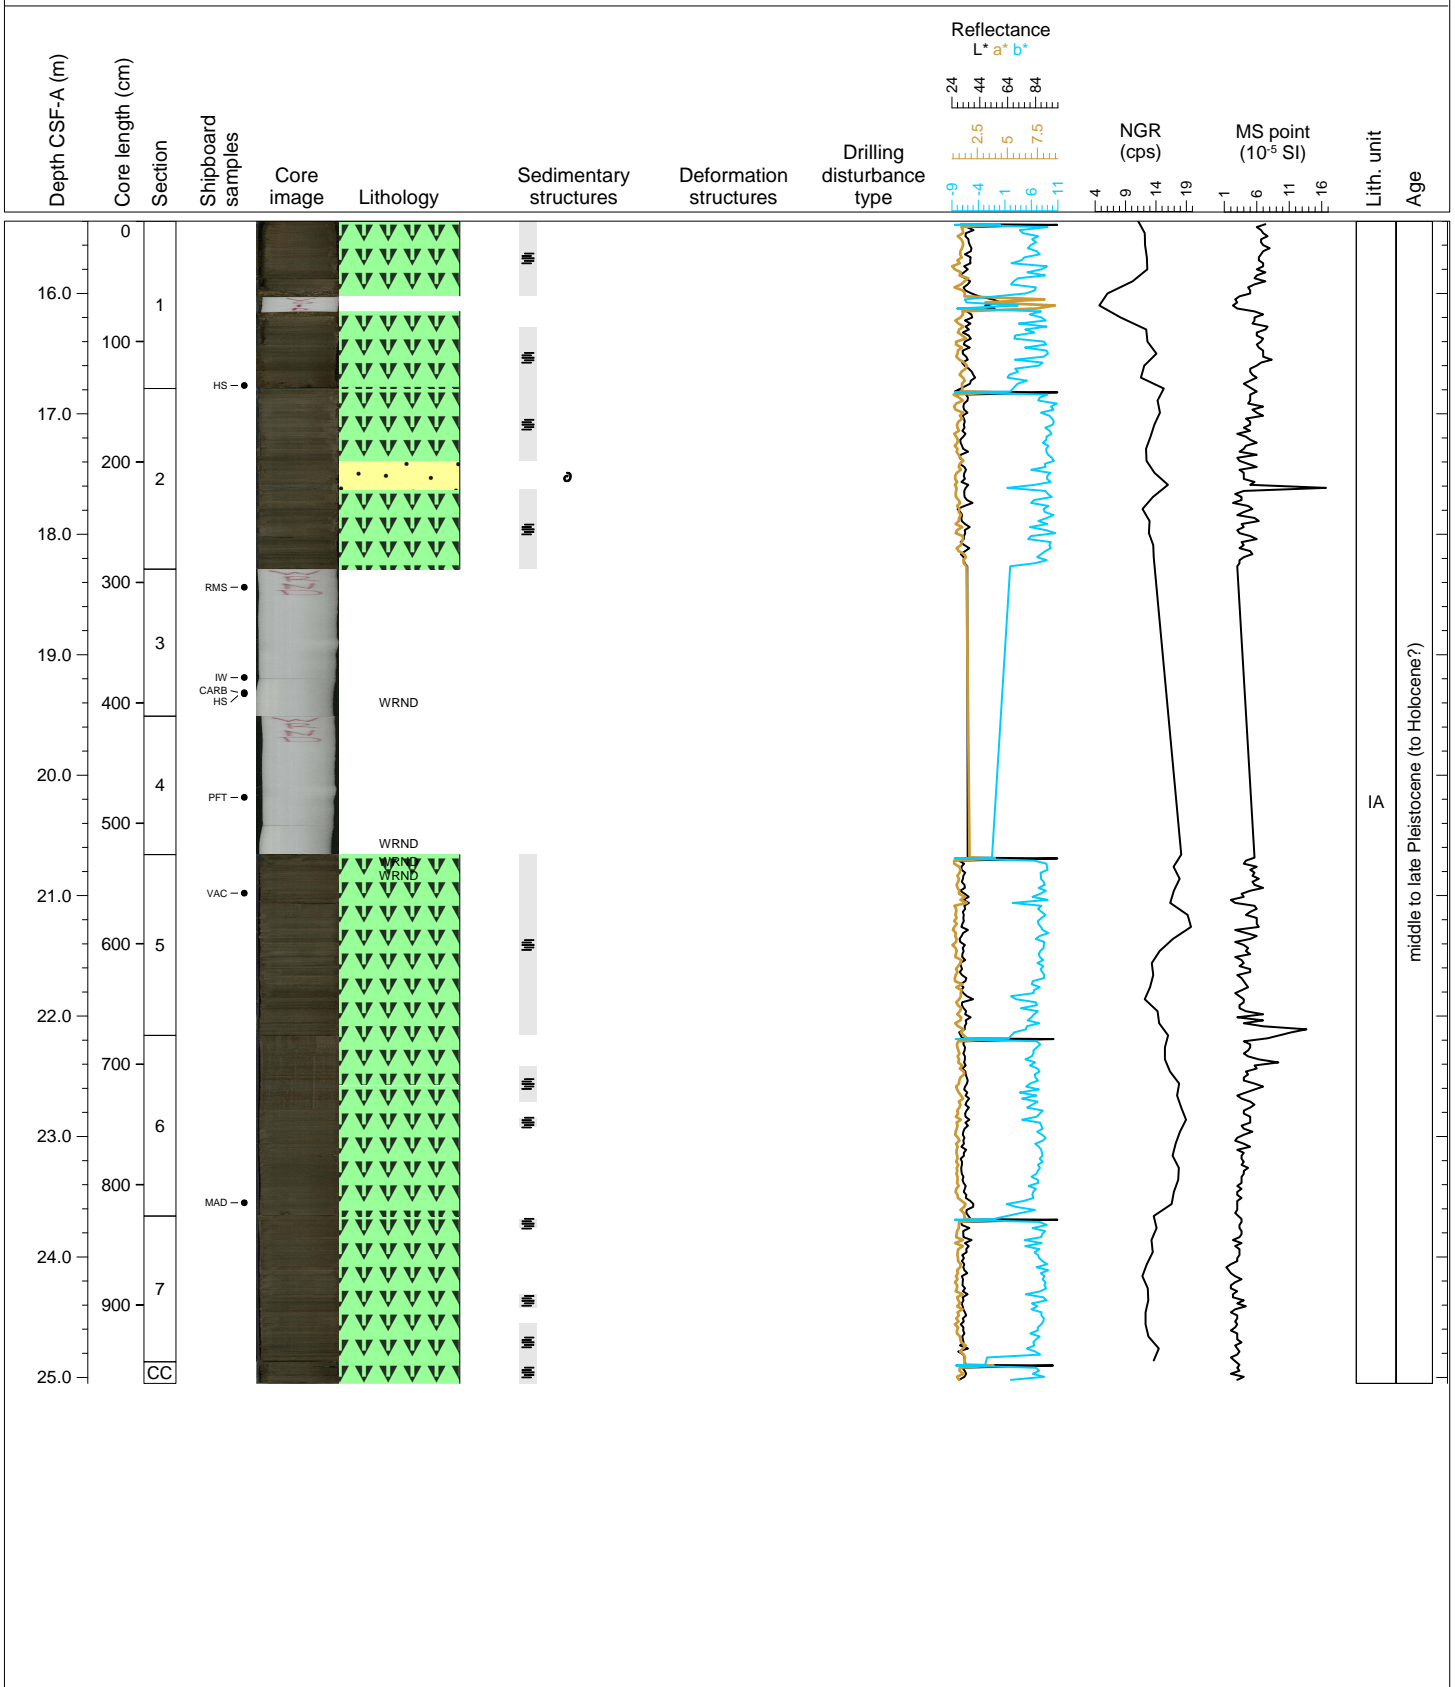 Depth CSF-A (m)
Core length (cm)
Section
Shipboard
samples
Core
image
Lithology
Sedimentary
structures
Deformation
structures
Drilling
disturbance
type
Reflectance
L* a* b*
24 44 64 84
2.5 5 7.5
-9 -4 1 6 11
NGR
(cps)
4 9 14 19
MS point
(10-5 SI)
1 6 11 16
Lith. unit
Age
0
16.0
1
100
HS
17.0
200
2
18.0
300
RMS
3
19.0
IW
CARB
HS
400
WRND
20.0
4
PFT
500
WRND
WRND
WRND
VAC
21.0
5
600
22.0
700
6
23.0
800
MAD
24.0
7
900
CC
25.0
IA
middle to late Pleistocene (to Holocene?)